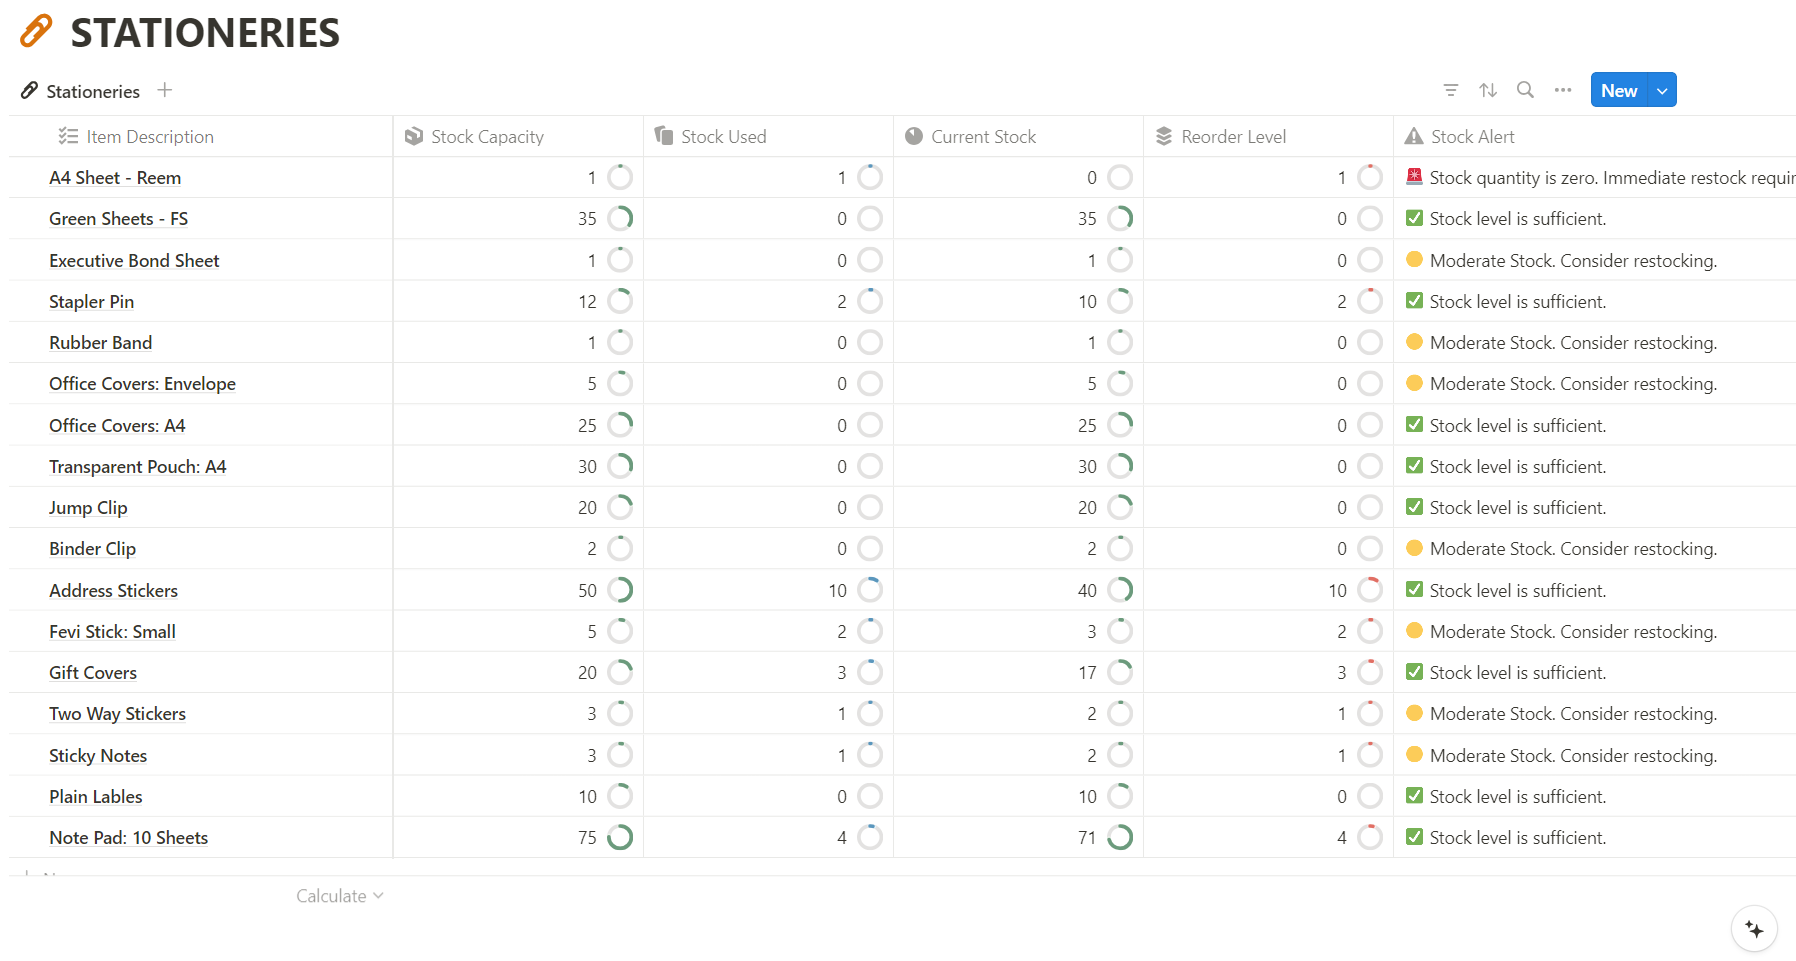 STATIONERIES
Stationeries
New
Item Description Stock Capacity Stock Used Current Stock Reorder Level Stock Alert
A4 Sheet - Reem 1 1 0 1 Stock quantity is zero. Immediate restock requir
Green Sheets - FS 35 0 35 0 Stock level is sufficient.
Executive Bond Sheet 1 0 1 0 Moderate Stock. Consider restocking.
Stapler Pin 12 2 10 2 Stock level is sufficient.
Rubber Band 1 0 1 0 Moderate Stock. Consider restocking.
Office Covers: Envelope 5 0 5 0 Moderate Stock. Consider restocking.
Office Covers: A4 25 0 25 0 Stock level is sufficient.
Transparent Pouch: A4 30 0 30 0 Stock level is sufficient.
Jump Clip 20 0 20 0 Stock level is sufficient.
Binder Clip 2 0 2 0 Moderate Stock. Consider restocking.
Address Stickers 50 10 40 10 Stock level is sufficient.
Fevi Stick: Small 5 2 3 2 Moderate Stock. Consider restocking.
Gift Covers 20 3 17 3 Stock level is sufficient.
Two Way Stickers 3 1 2 1 Moderate Stock. Consider restocking.
Sticky Notes 3 1 2 1 Moderate Stock. Consider restocking.
Plain Lables 10 0 10 0 Stock level is sufficient.
Note Pad: 10 Sheets 75 4 71 4 Stock level is sufficient.
Calculate